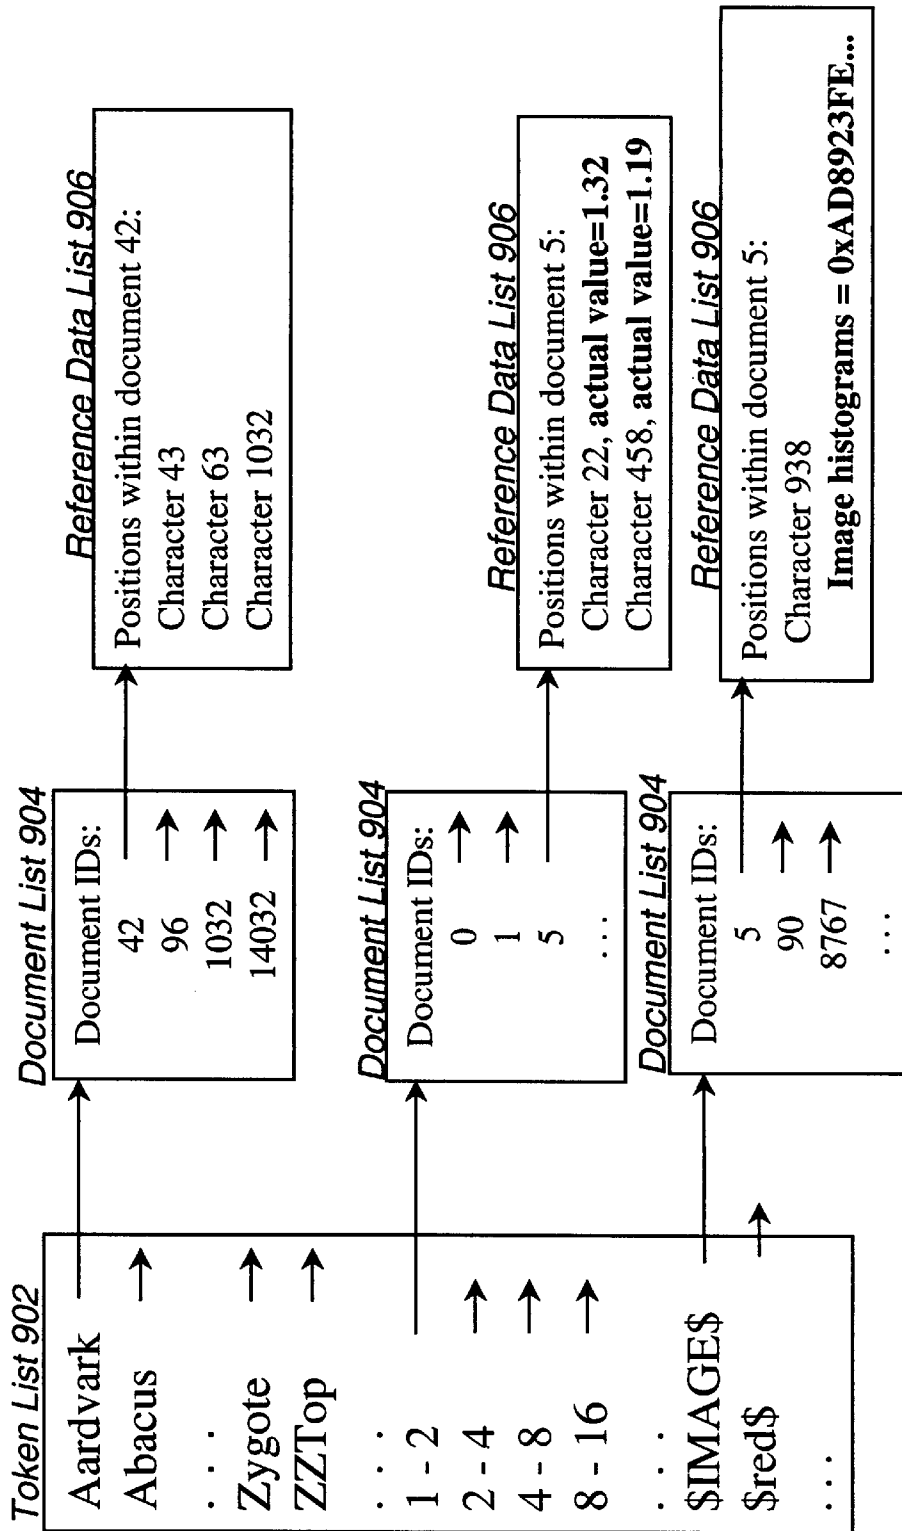 Token List 902
Aardvark
Abacus
. . .
Zygote
ZZTop
. . .
1 - 2
2 - 4
4 - 8
8 - 16
. . .
$IMAGE$
$red$
. . .
Document List 904
Document IDs:
42
96
1032
14032
Reference Data List 906
Positions within document 42:
Character 43
Character 63
Character 1032
Document List 904
Document IDs:
0
1
5
. . .
Reference Data List 906
Positions within document 5:
Character 22, actual value=1.32
Character 458, actual value=1.19
Document List 904
Document IDs:
5
90
8767
. . .
Reference Data List 906
Positions within document 5:
Character 938
Image histograms = 0xAD8923FE...